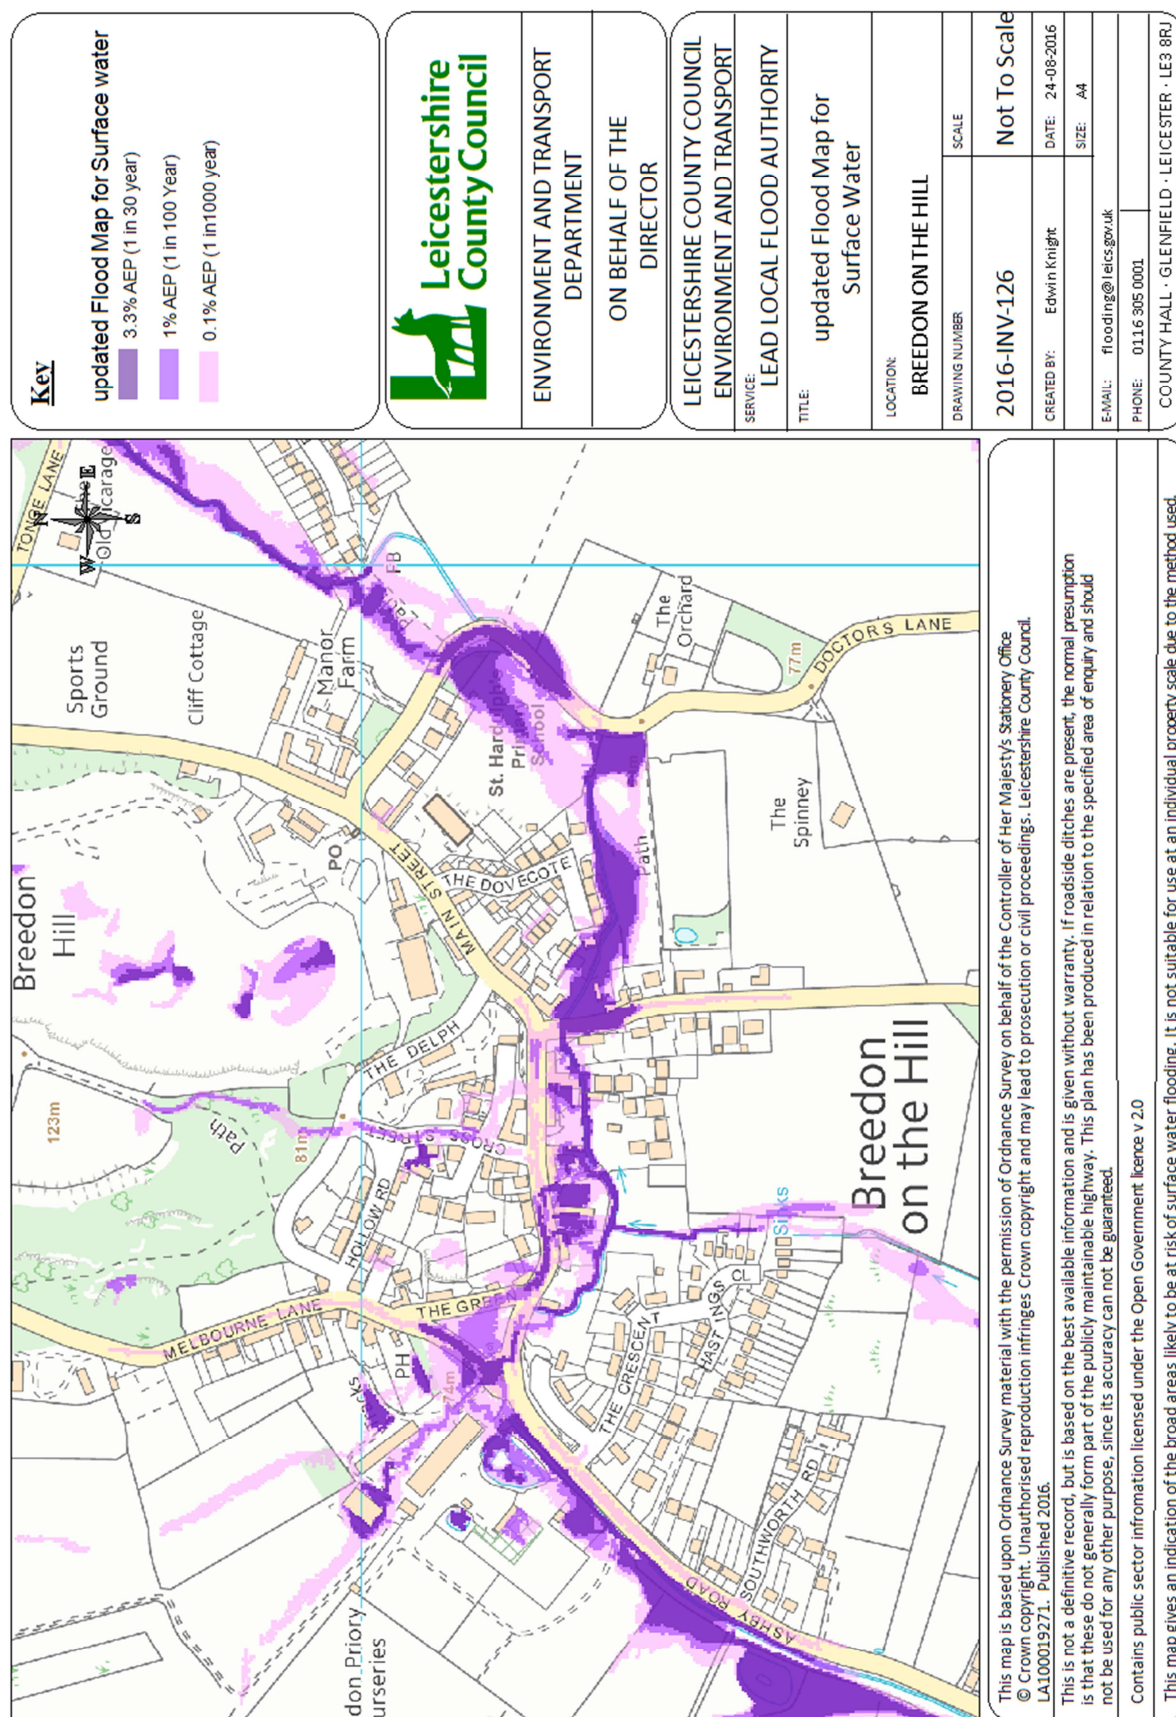 Key
updated Flood Map for Surface water
3.3% AEP (1 in 30 year)
1% AEP (1 in 100 Year)
0.1% AEP (1 in1000 year)
Leicestershire
County Council
ENVIRONMENT AND TRANSPORT
DEPARTMENT
ON BEHALF OF THE
DIRECTOR
LEICESTERSHIRE COUNTY COUNCIL
ENVIRONMENT AND TRANSPORT
SERVICE:
LEAD LOCAL FLOOD AUTHORITY
TITLE:
updated Flood Map for
Surface Water
LOCATION:
BREEDON ON THE HILL
DRAWING NUMBER
SCALE
2016-INV-126
Not To Scale
CREATED BY:
Edwin Knight
DATE: 24-08-2016
SIZE: A4
E-MAIL: flooding@leics.gov.uk
PHONE: 0116 305 0001
COUNTY HALL · GLENFIELD · LEICESTER · LE3 8RJ
TONGE LANE
N
E
S
W
Old
icarage
Sports
Ground
Cliff Cottage
Manor
Farm
FB
Path
St. Hard
Pri
School
The
Orchard
77m
DOCTORS LANE
The
Spinney
Breedon
Hill
PO
MAIN STREET
THE DOVECOTE
Path
THE DELPH
123m
Path
81m
CROSS STREET
HOLLOW RD
MELBOURNE LANE
THE GREEN
PH
74m
Breedon
on the Hill
Sinks
THE CRESCEN
HASTINGS CL
SOUTHWORTH RD
ASHBY ROAD
don Priory
urseries
This map is based upon Ordnance Survey material with the permission of Ordnance Survey on behalf of the Controller of Her Majesty's Stationery Office
© Crown copyright. Unauthorised reproduction infringes Crown copyright and may lead to prosecution or civil proceedings. Leicestershire County Council.
LA100019271. Published 2016.
This is not a definitive record, but is based on the best available information and is given without warranty. If roadside ditches are present, the normal presumption
is that these do not generally form part of the publicly maintainable highway. This plan has been produced in relation to the specified area of enquiry and should
not be used for any other purpose, since its accuracy can not be guaranteed.
Contains public sector infromation licensed under the Open Government licence v 2.0
This map gives an indication of the broad areas likely to be at risk of surface water flooding. It is not suitable for use at an individual property scale due to the method used.